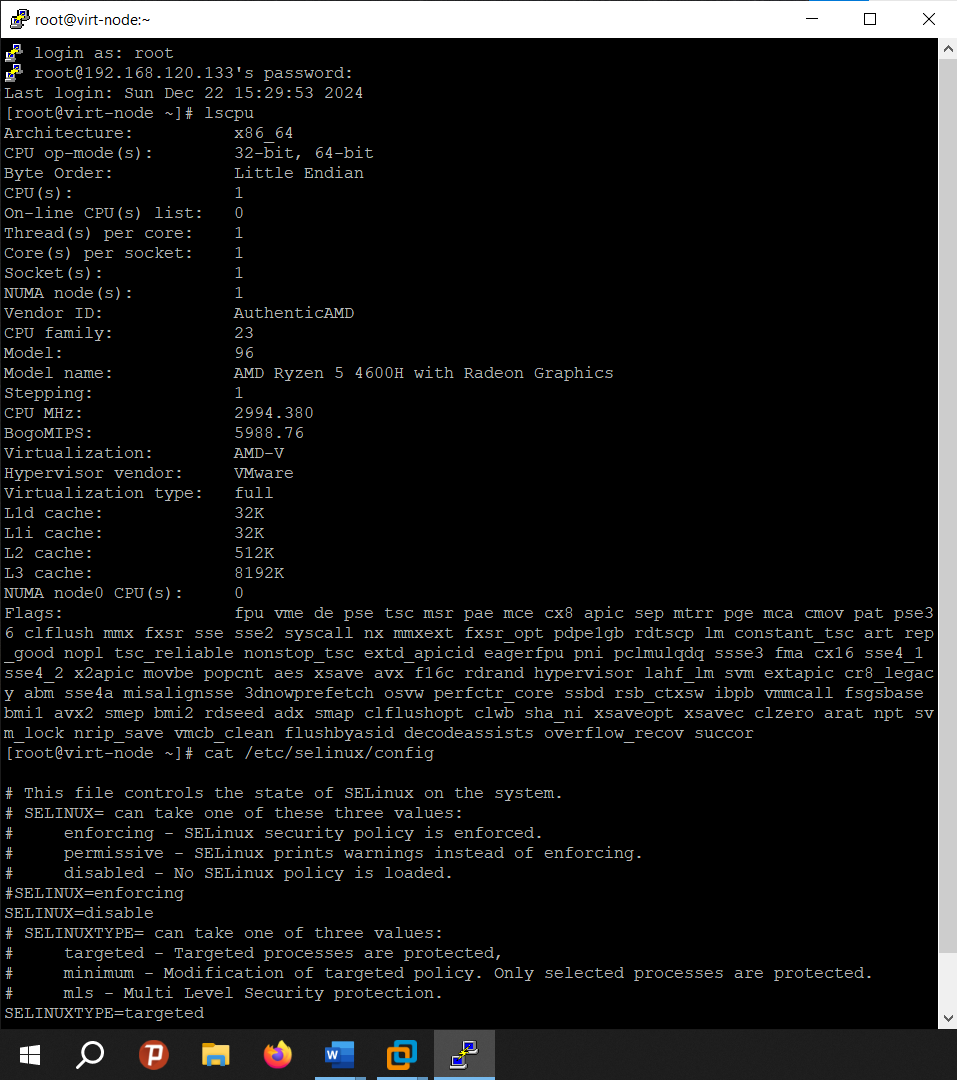 root@virt-node:~
login as: root
root@192.168.120.133's password:
Last login: Sun Dec 22 15:29:53 2024
[root@virt-node ~]# lscpu
Architecture:          x86_64
CPU op-mode(s):        32-bit, 64-bit
Byte Order:            Little Endian
CPU(s):                1
On-line CPU(s) list:   0
Thread(s) per core:    1
Core(s) per socket:    1
Socket(s):             1
NUMA node(s):          1
Vendor ID:             AuthenticAMD
CPU family:            23
Model:                 96
Model name:            AMD Ryzen 5 4600H with Radeon Graphics
Stepping:              1
CPU MHz:               2994.380
BogoMIPS:              5988.76
Virtualization:        AMD-V
Hypervisor vendor:     VMware
Virtualization type:   full
L1d cache:             32K
L1i cache:             32K
L2 cache:              512K
L3 cache:              8192K
NUMA node0 CPU(s):     0
Flags:                 fpu vme de pse tsc msr pae mce cx8 apic sep mtrr pge mca cmov pat pse3
6 clflush mmx fxsr sse sse2 syscall nx mmxext fxsr_opt pdpe1gb rdtscp lm constant_tsc art rep
_good nopl tsc_reliable nonstop_tsc extd_apicid eagerfpu pni pclmulqdq ssse3 fma cx16 sse4_1
sse4_2 x2apic movbe popcnt aes xsave avx f16c rdrand hypervisor lahf_lm svm extapic cr8_legac
y abm sse4a misalignsse 3dnowprefetch osvw perfctr_core ssbd rsb_ctxsw ibpb vmmcall fsgsbase
bmi1 avx2 smep bmi2 rdseed adx smap clflushopt clwb sha_ni xsaveopt xsavec clzero arat npt sv
m_lock nrip_save vmcb_clean flushbyasid decodeassists overflow_recov succor
[root@virt-node ~]# cat /etc/selinux/config
# This file controls the state of SELinux on the system.
# SELINUX= can take one of these three values:
#     enforcing - SELinux security policy is enforced.
#     permissive - SELinux prints warnings instead of enforcing.
#     disabled - No SELinux policy is loaded.
#SELINUX=enforcing
SELINUX=disable
# SELINUXTYPE= can take one of three values:
#     targeted - Targeted processes are protected,
#     minimum - Modification of targeted policy. Only selected processes are protected.
#     mls - Multi Level Security protection.
SELINUXTYPE=targeted